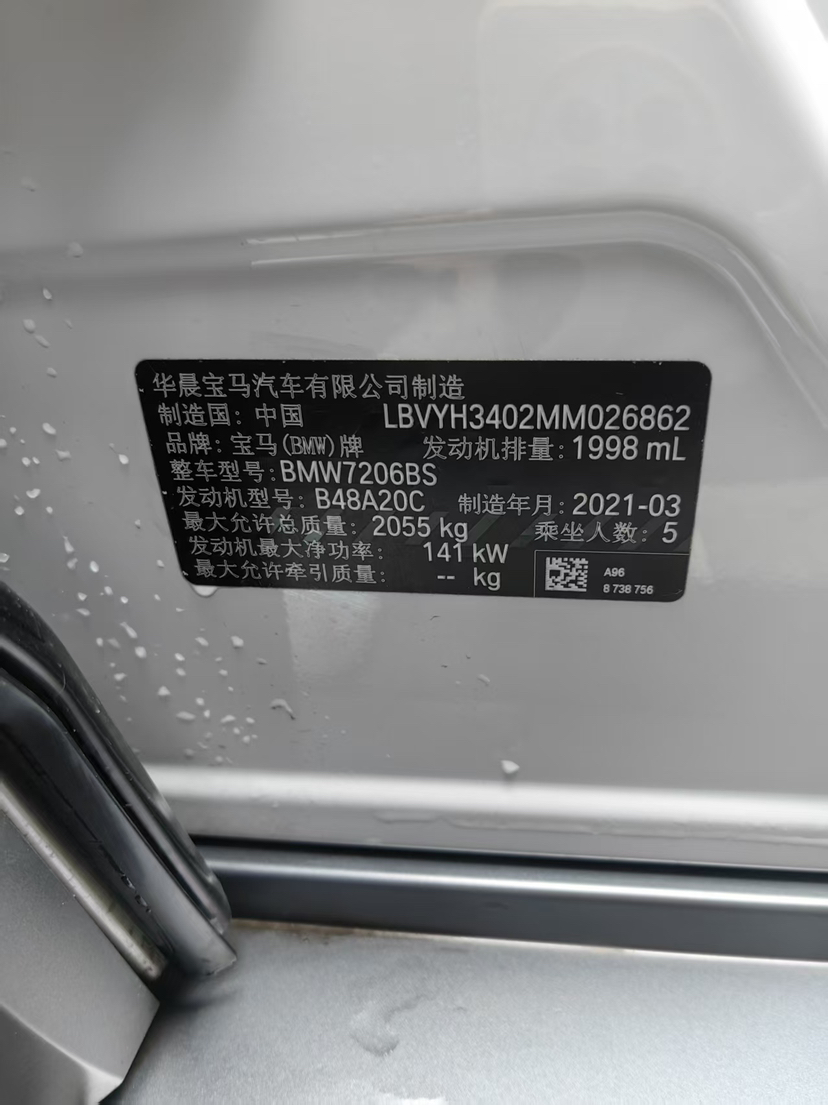 华晨宝马汽车有限公司制造
制造国: 中国 LBVYH3402MM026862
品牌: 宝马(BMW)牌 发动机排量: 1998 mL
整车型号: BMW7206BS
发动机型号: B48A20C 制造年月: 2021-03
最大允许总质量: 2055 kg 乘坐人数: 5
发动机最大净功率: 141 kW
最大允许牵引质量: -- kg
A96
8 738 756